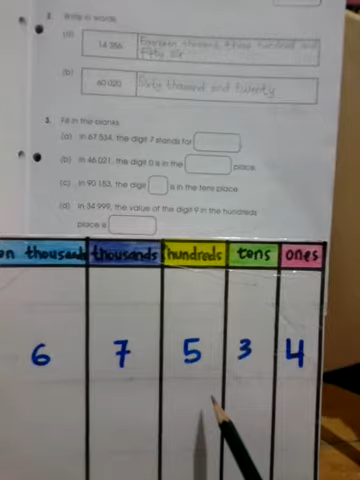 2. Write in words.
(a) 14 356 Fourteen thousand three hundred and
fifty six
(b) 60 020 Sixty thousand and twenty
3. Fill in the blanks.
(a) In 67 534, the digit 7 stands for
(b) In 46 021, the digit 0 is in the place.
(c) In 90 153, the digit is in the tens place.
(d) In 34 999, the value of the digit 9 in the hundreds
place is
en thousands thousands hundreds tens ones
6 7 5 3 4